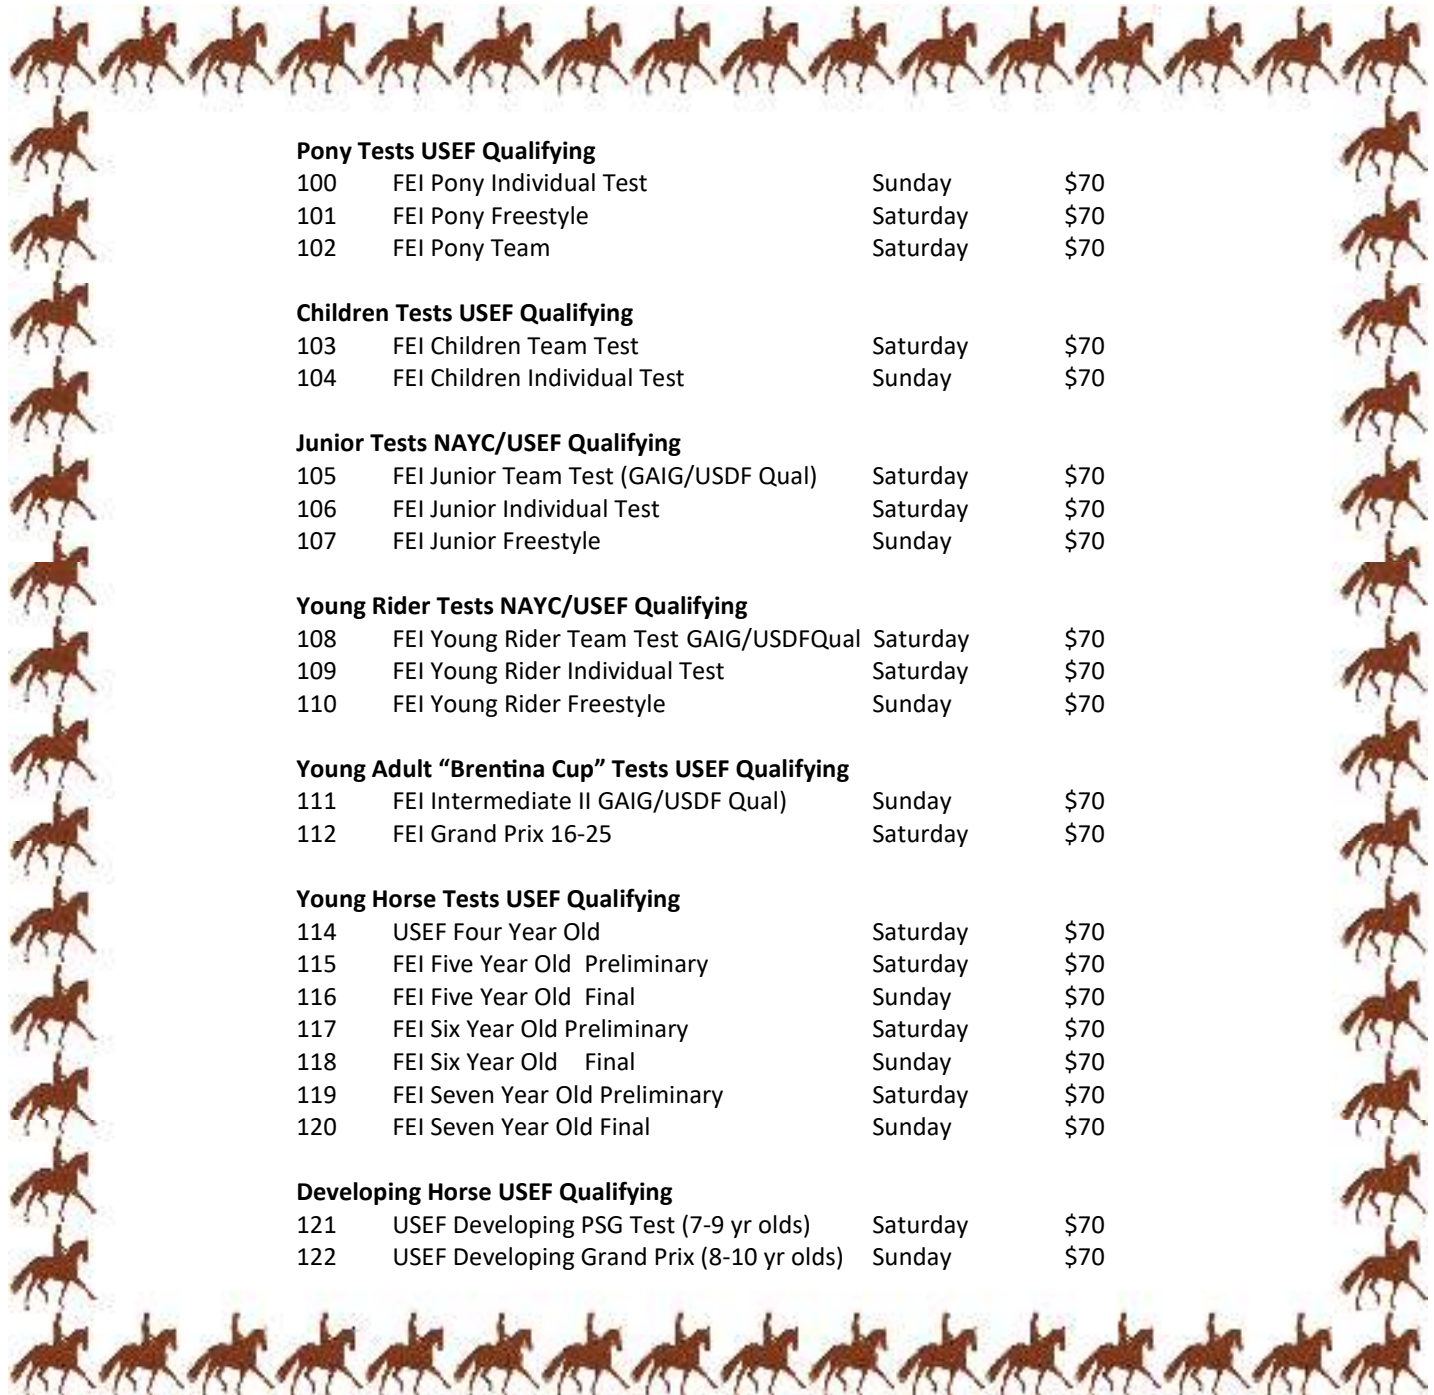 Pony Tests USEF Qualifying
100 FEI Pony Individual Test Sunday $70
101 FEI Pony Freestyle Saturday $70
102 FEI Pony Team Saturday $70
Children Tests USEF Qualifying
103 FEI Children Team Test Saturday $70
104 FEI Children Individual Test Sunday $70
Junior Tests NAYC/USEF Qualifying
105 FEI Junior Team Test (GAIG/USDF Qual) Saturday $70
106 FEI Junior Individual Test Saturday $70
107 FEI Junior Freestyle Sunday $70
Young Rider Tests NAYC/USEF Qualifying
108 FEI Young Rider Team Test GAIG/USDFQual Saturday $70
109 FEI Young Rider Individual Test Saturday $70
110 FEI Young Rider Freestyle Sunday $70
Young Adult “Brentina Cup” Tests USEF Qualifying
111 FEI Intermediate II GAIG/USDF Qual) Sunday $70
112 FEI Grand Prix 16-25 Saturday $70
Young Horse Tests USEF Qualifying
114 USEF Four Year Old Saturday $70
115 FEI Five Year Old Preliminary Saturday $70
116 FEI Five Year Old Final Sunday $70
117 FEI Six Year Old Preliminary Saturday $70
118 FEI Six Year Old Final Sunday $70
119 FEI Seven Year Old Preliminary Saturday $70
120 FEI Seven Year Old Final Sunday $70
Developing Horse USEF Qualifying
121 USEF Developing PSG Test (7-9 yr olds) Saturday $70
122 USEF Developing Grand Prix (8-10 yr olds) Sunday $70